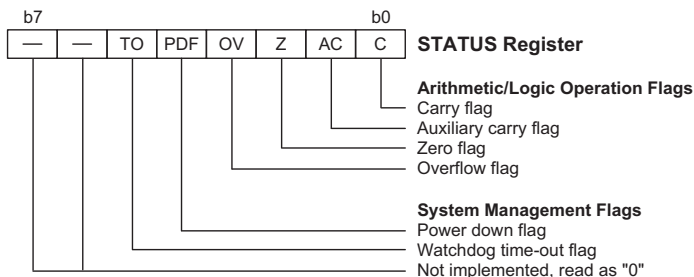 b7 b0
— — TO PDF OV Z AC C STATUS Register
Arithmetic/Logic Operation Flags
Carry flag
Auxiliary carry flag
Zero flag
Overflow flag
System Management Flags
Power down flag
Watchdog time-out flag
Not implemented, read as "0"